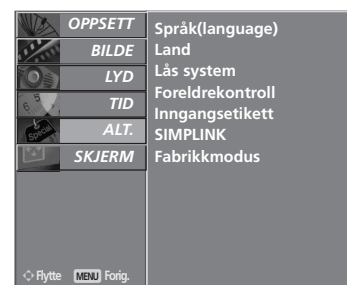 OPPSETT
BILDE
LYD
TID
ALT.
SKJERM
Språk(language)
Land
Lås system
Foreldrekontroll
Inngangsetikett
SIMPLINK
Fabrikkmodus
Flytte MENU Forig.